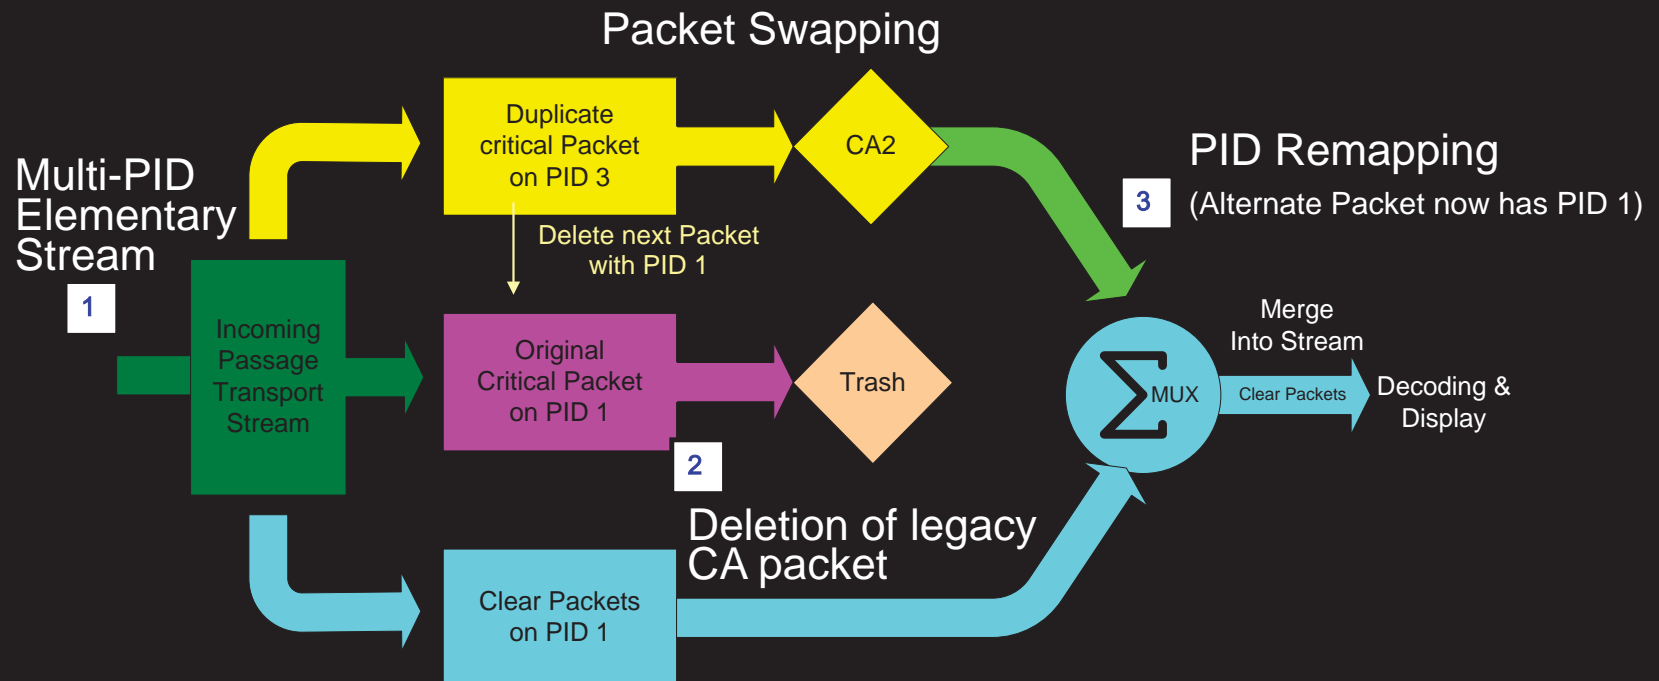 Packet Swapping
Multi-PID
Elementary
Stream
1
Incoming
Passage
Transport
Stream
Duplicate
critical Packet
on PID 3
CA2
Delete next Packet
with PID 1
Original
Critical Packet
on PID 1
Trash
2
Deletion of legacy
CA packet
Clear Packets
on PID 1
3
PID Remapping
(Alternate Packet now has PID 1)
Σ MUX
Merge
Into Stream
Clear Packets
Decoding &
Display